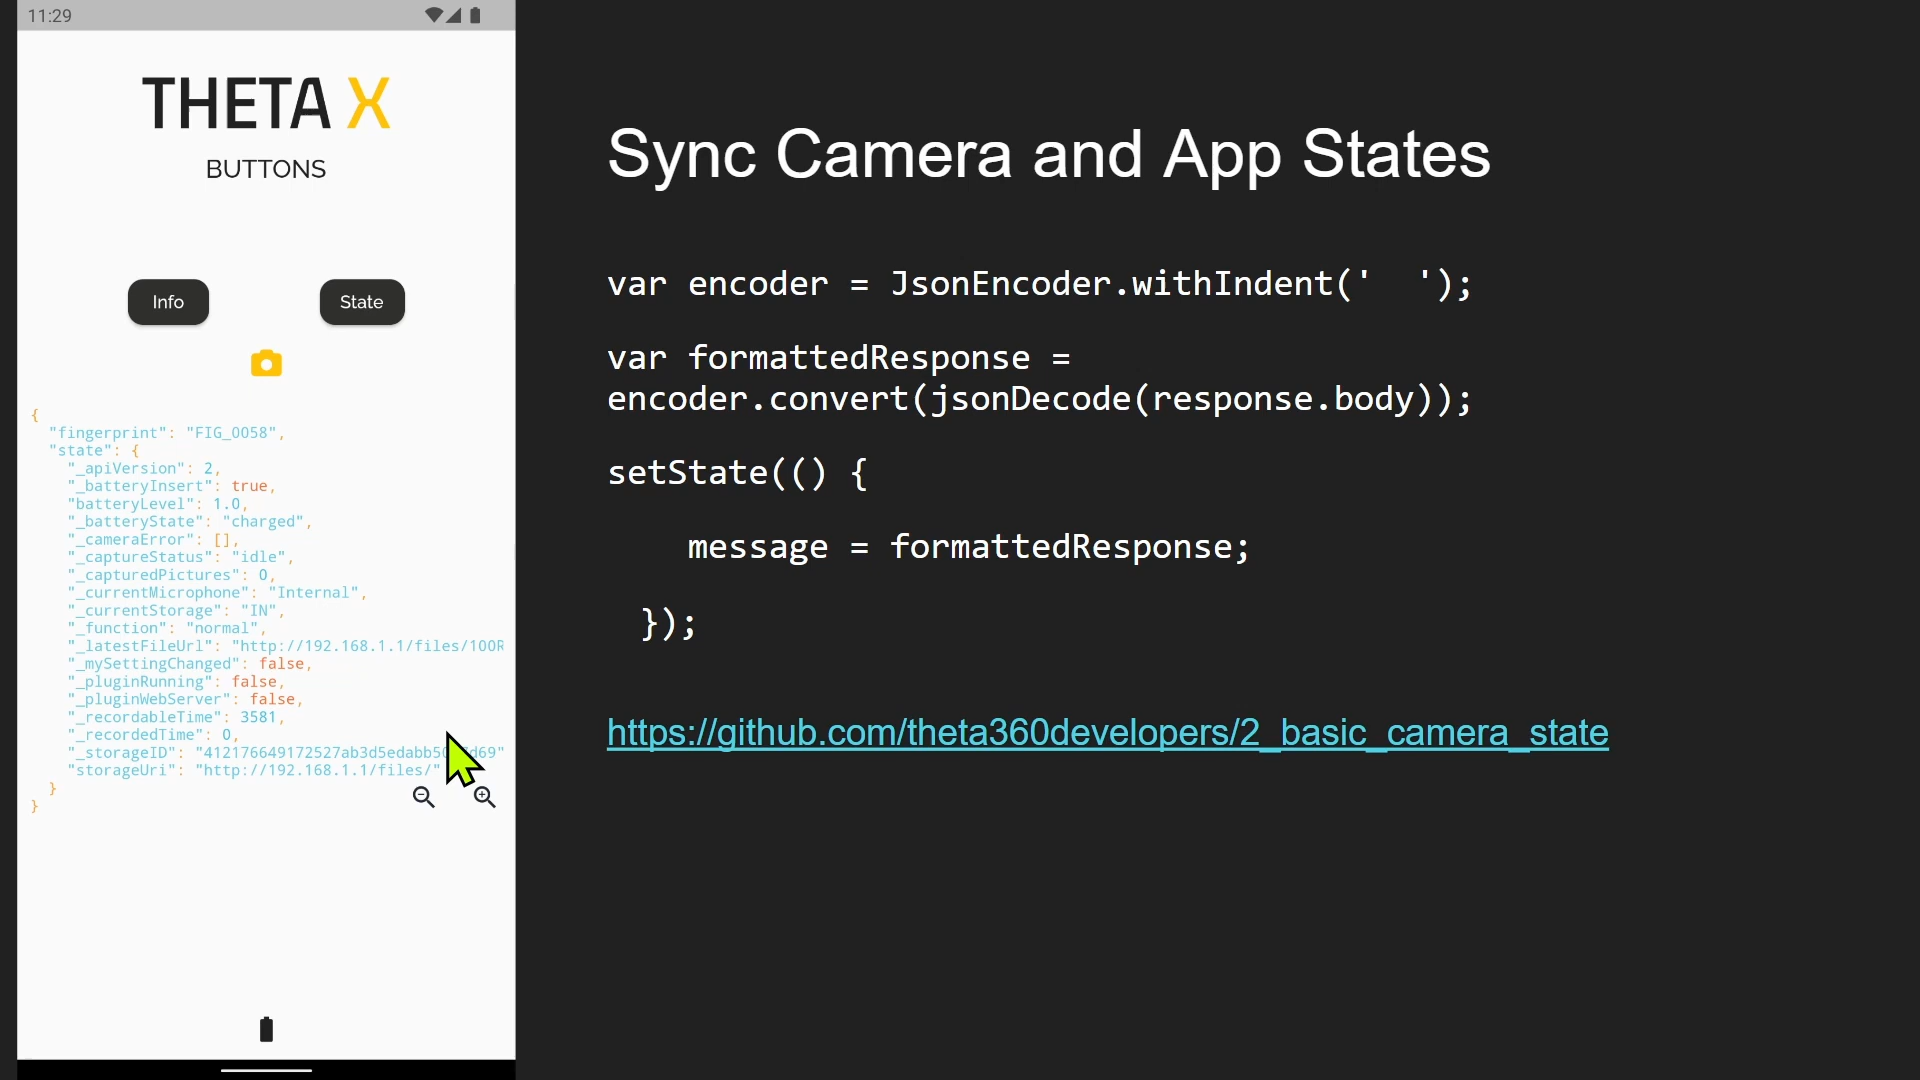 11:29
THETA X
BUTTONS
Info
State
{
"fingerprint": "FIG_0058",
"state": {
"_apiVersion": 2,
"_batteryInsert": true,
"batteryLevel": 1.0,
"_batteryState": "charged",
"_cameraError": [],
"_captureStatus": "idle",
"_capturedPictures": 0,
"_currentMicrophone": "Internal",
"_currentStorage": "IN",
"_function": "normal",
"_latestFileUrl": "http://192.168.1.1/files/100R
"_mySettingChanged": false,
"_pluginRunning": false,
"_pluginWebServer": false,
"_recordableTime": 3581,
"_recordedTime": 0,
"_storageID":
"storageUri": "http://192.168.1.1/files/"
}
}
Sync Camera and App States
var encoder = JsonEncoder.withIndent('  ');
var formattedResponse =
encoder.convert(jsonDecode(response.body));
setState(() {
message = formattedResponse;
});
https://github.com/theta360developers/2_basic_camera_state